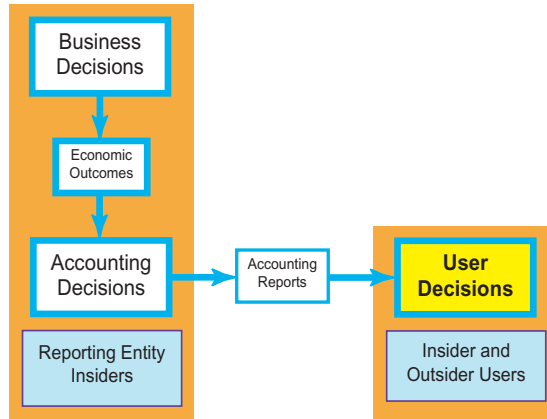 Business
Decisions
Economic
Outcomes
Accounting
Decisions
Accounting
Reports
User
Decisions
Reporting Entity
Insiders
Insider and
Outsider Users